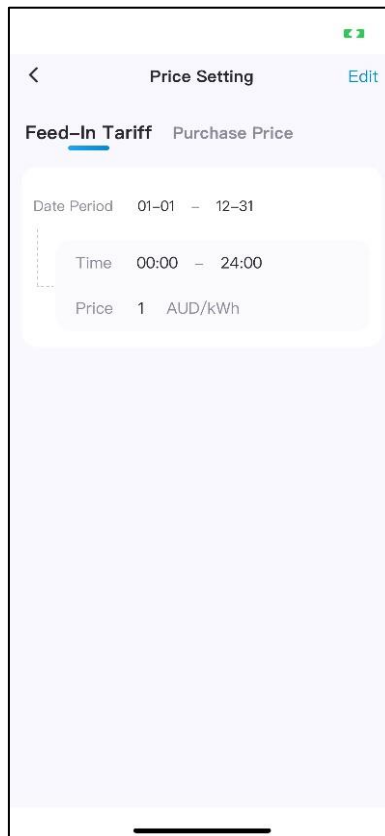 Price Setting Edit
Feed-In Tariff Purchase Price
Date Period 01-01 - 12-31
Time 00:00 - 24:00
Price 1 AUD/kWh